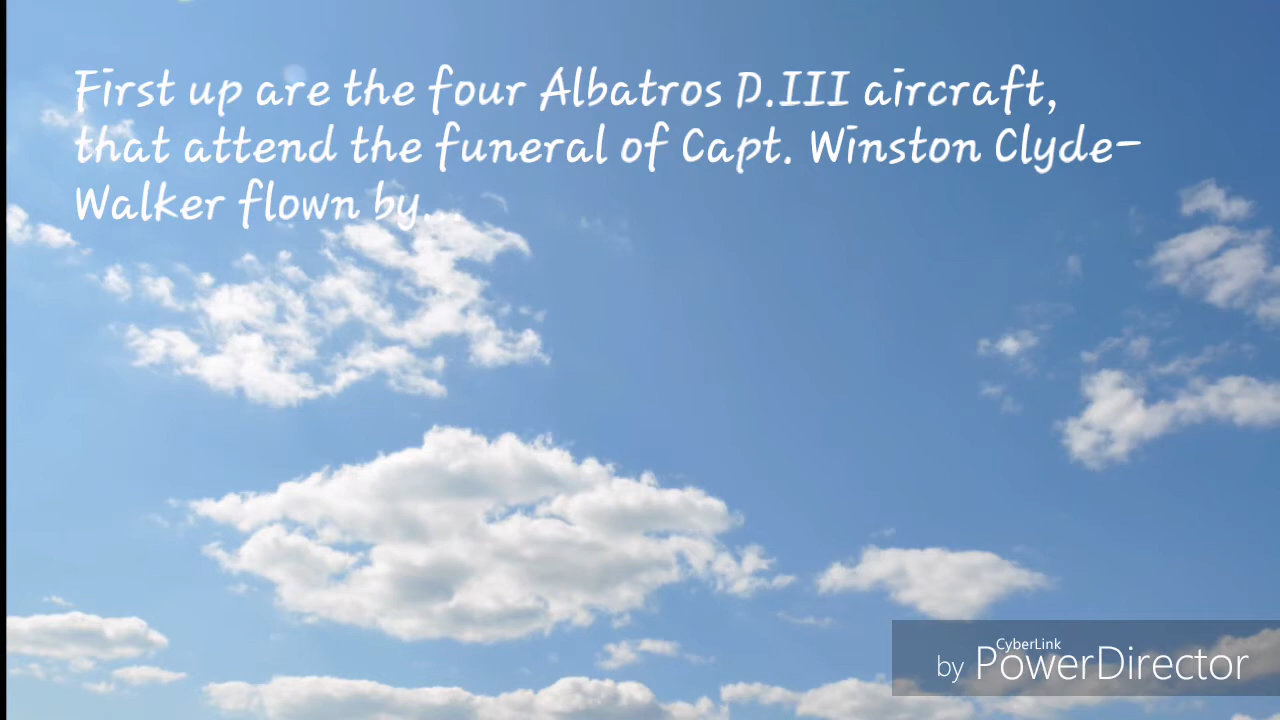 First up are the four Albatros D.III aircraft,
that attend the funeral of Capt. Winston Clyde-
Walker flown by...
CyberLink
by PowerDirector